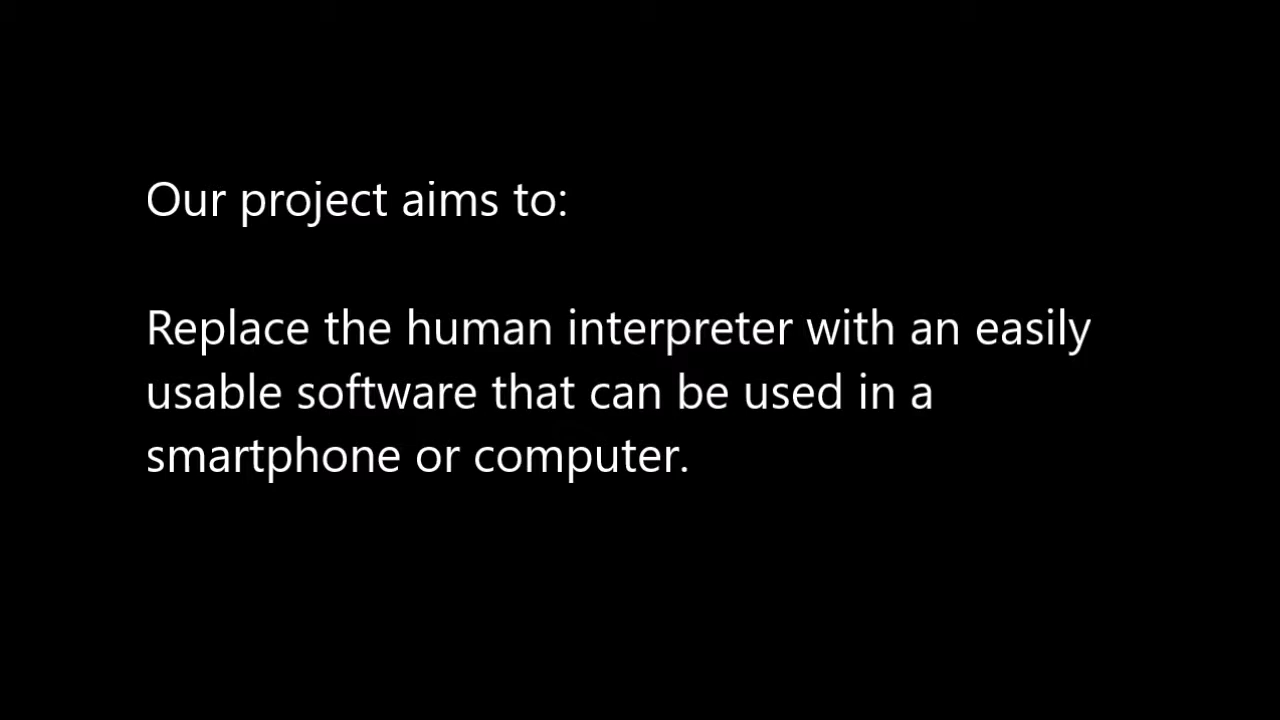 Our project aims to:
Replace the human interpreter with an easily
usable software that can be used in a
smartphone or computer.